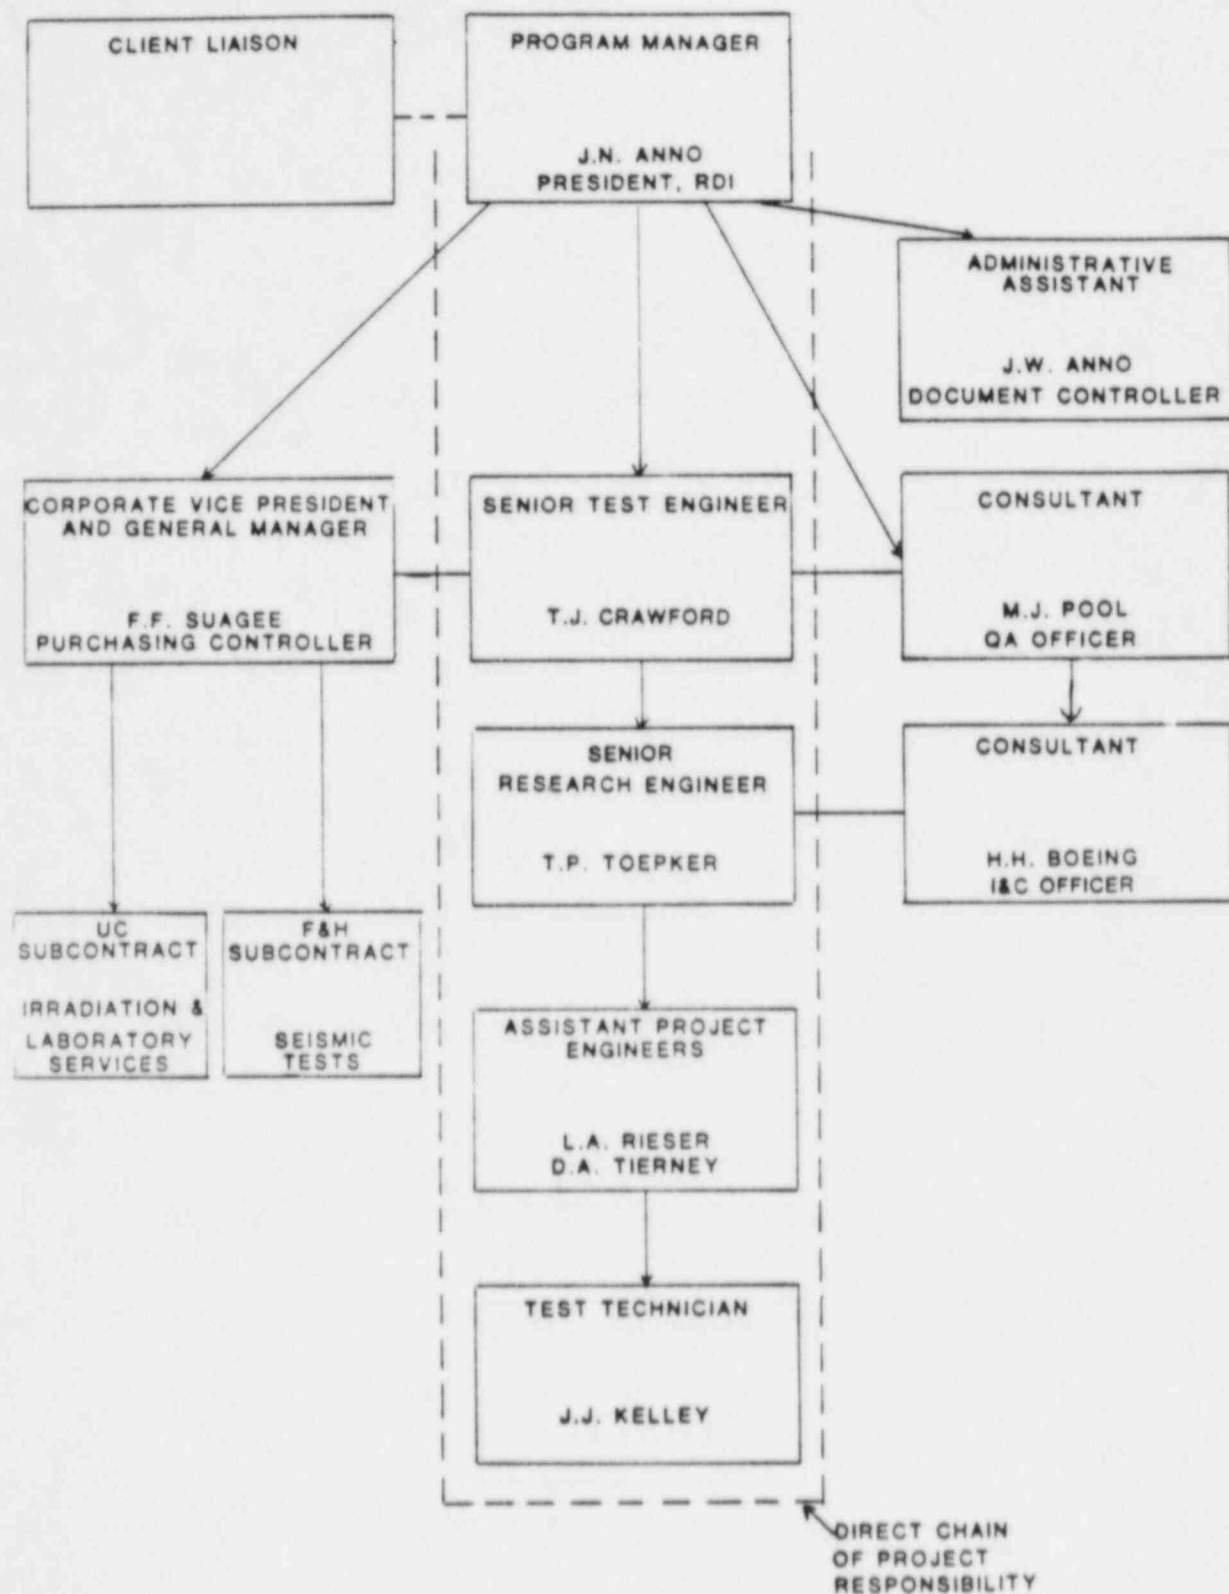 CLIENT LIAISON
PROGRAM MANAGER
J.N. ANNO
PRESIDENT, RDI
ADMINISTRATIVE
ASSISTANT
J.W. ANNO
DOCUMENT CONTROLLER
CORPORATE VICE PRESIDENT
AND GENERAL MANAGER
F.F. SUAGEE
PURCHASING CONTROLLER
SENIOR TEST ENGINEER
T.J. CRAWFORD
CONSULTANT
M.J. POOL
QA OFFICER
SENIOR
RESEARCH ENGINEER
T.P. TOEPKER
CONSULTANT
H.H. BOEING
I&C OFFICER
UC
SUBCONTRACT
IRRADIATION &
LABORATORY
SERVICES
F&H
SUBCONTRACT
SEISMIC
TESTS
ASSISTANT PROJECT
ENGINEERS
L.A. RIESER
D.A. TIERNEY
TEST TECHNICIAN
J.J. KELLEY
DIRECT CHAIN
OF PROJECT
RESPONSIBILITY